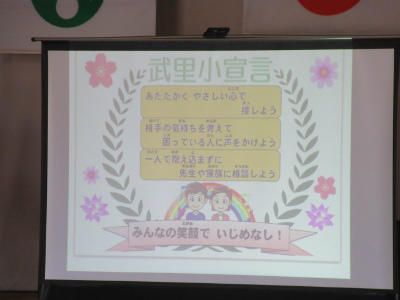 武里小宣言
あたたかく やさしい心で
接しよう
相手の気持ちを考えて
困っている人に声をかけよう
一人で抱え込まずに
先生や家族に相談しよう
みんなの笑顔で いじめなし!